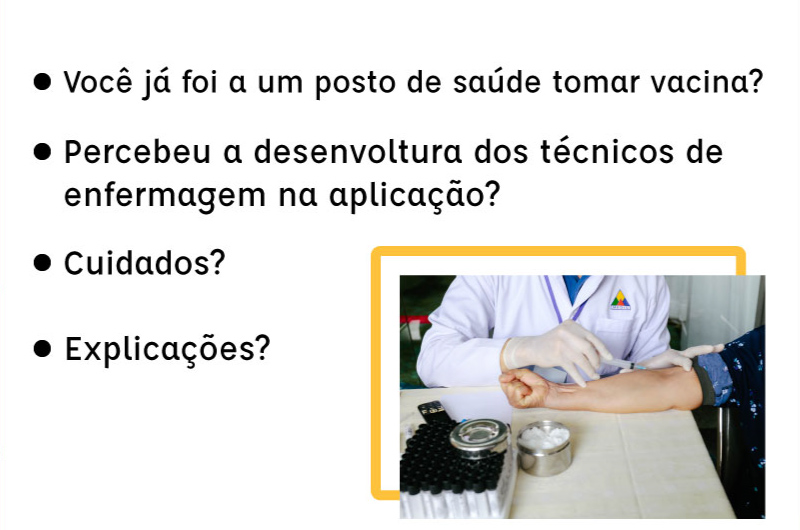 ● Você já foi a um posto de saúde tomar vacina?
● Percebeu a desenvoltura dos técnicos de
enfermagem na aplicação?
● Cuidados?
● Explicações?